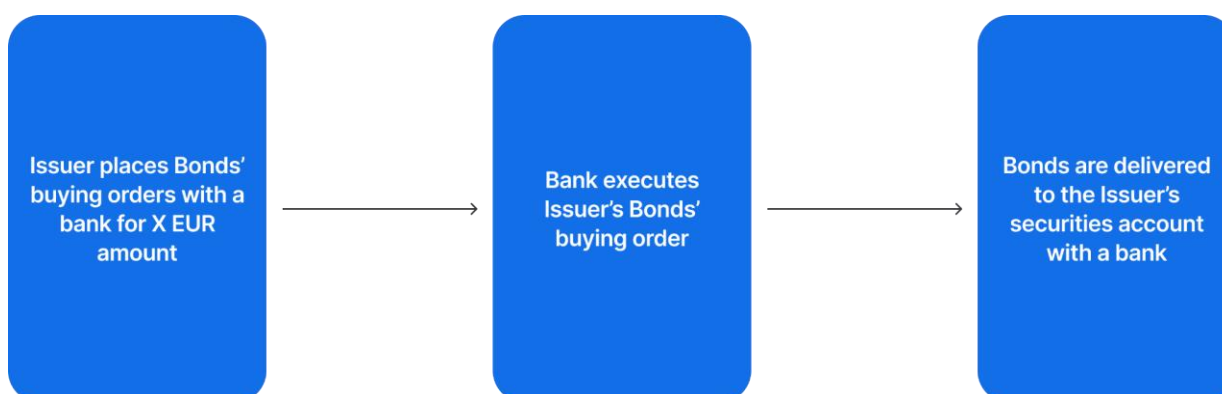 Issuer places Bonds'
buying orders with a
bank for X EUR
amount
Bank executes
Issuer's Bonds'
buying order
Bonds are delivered
to the Issuer's
securities account
with a bank